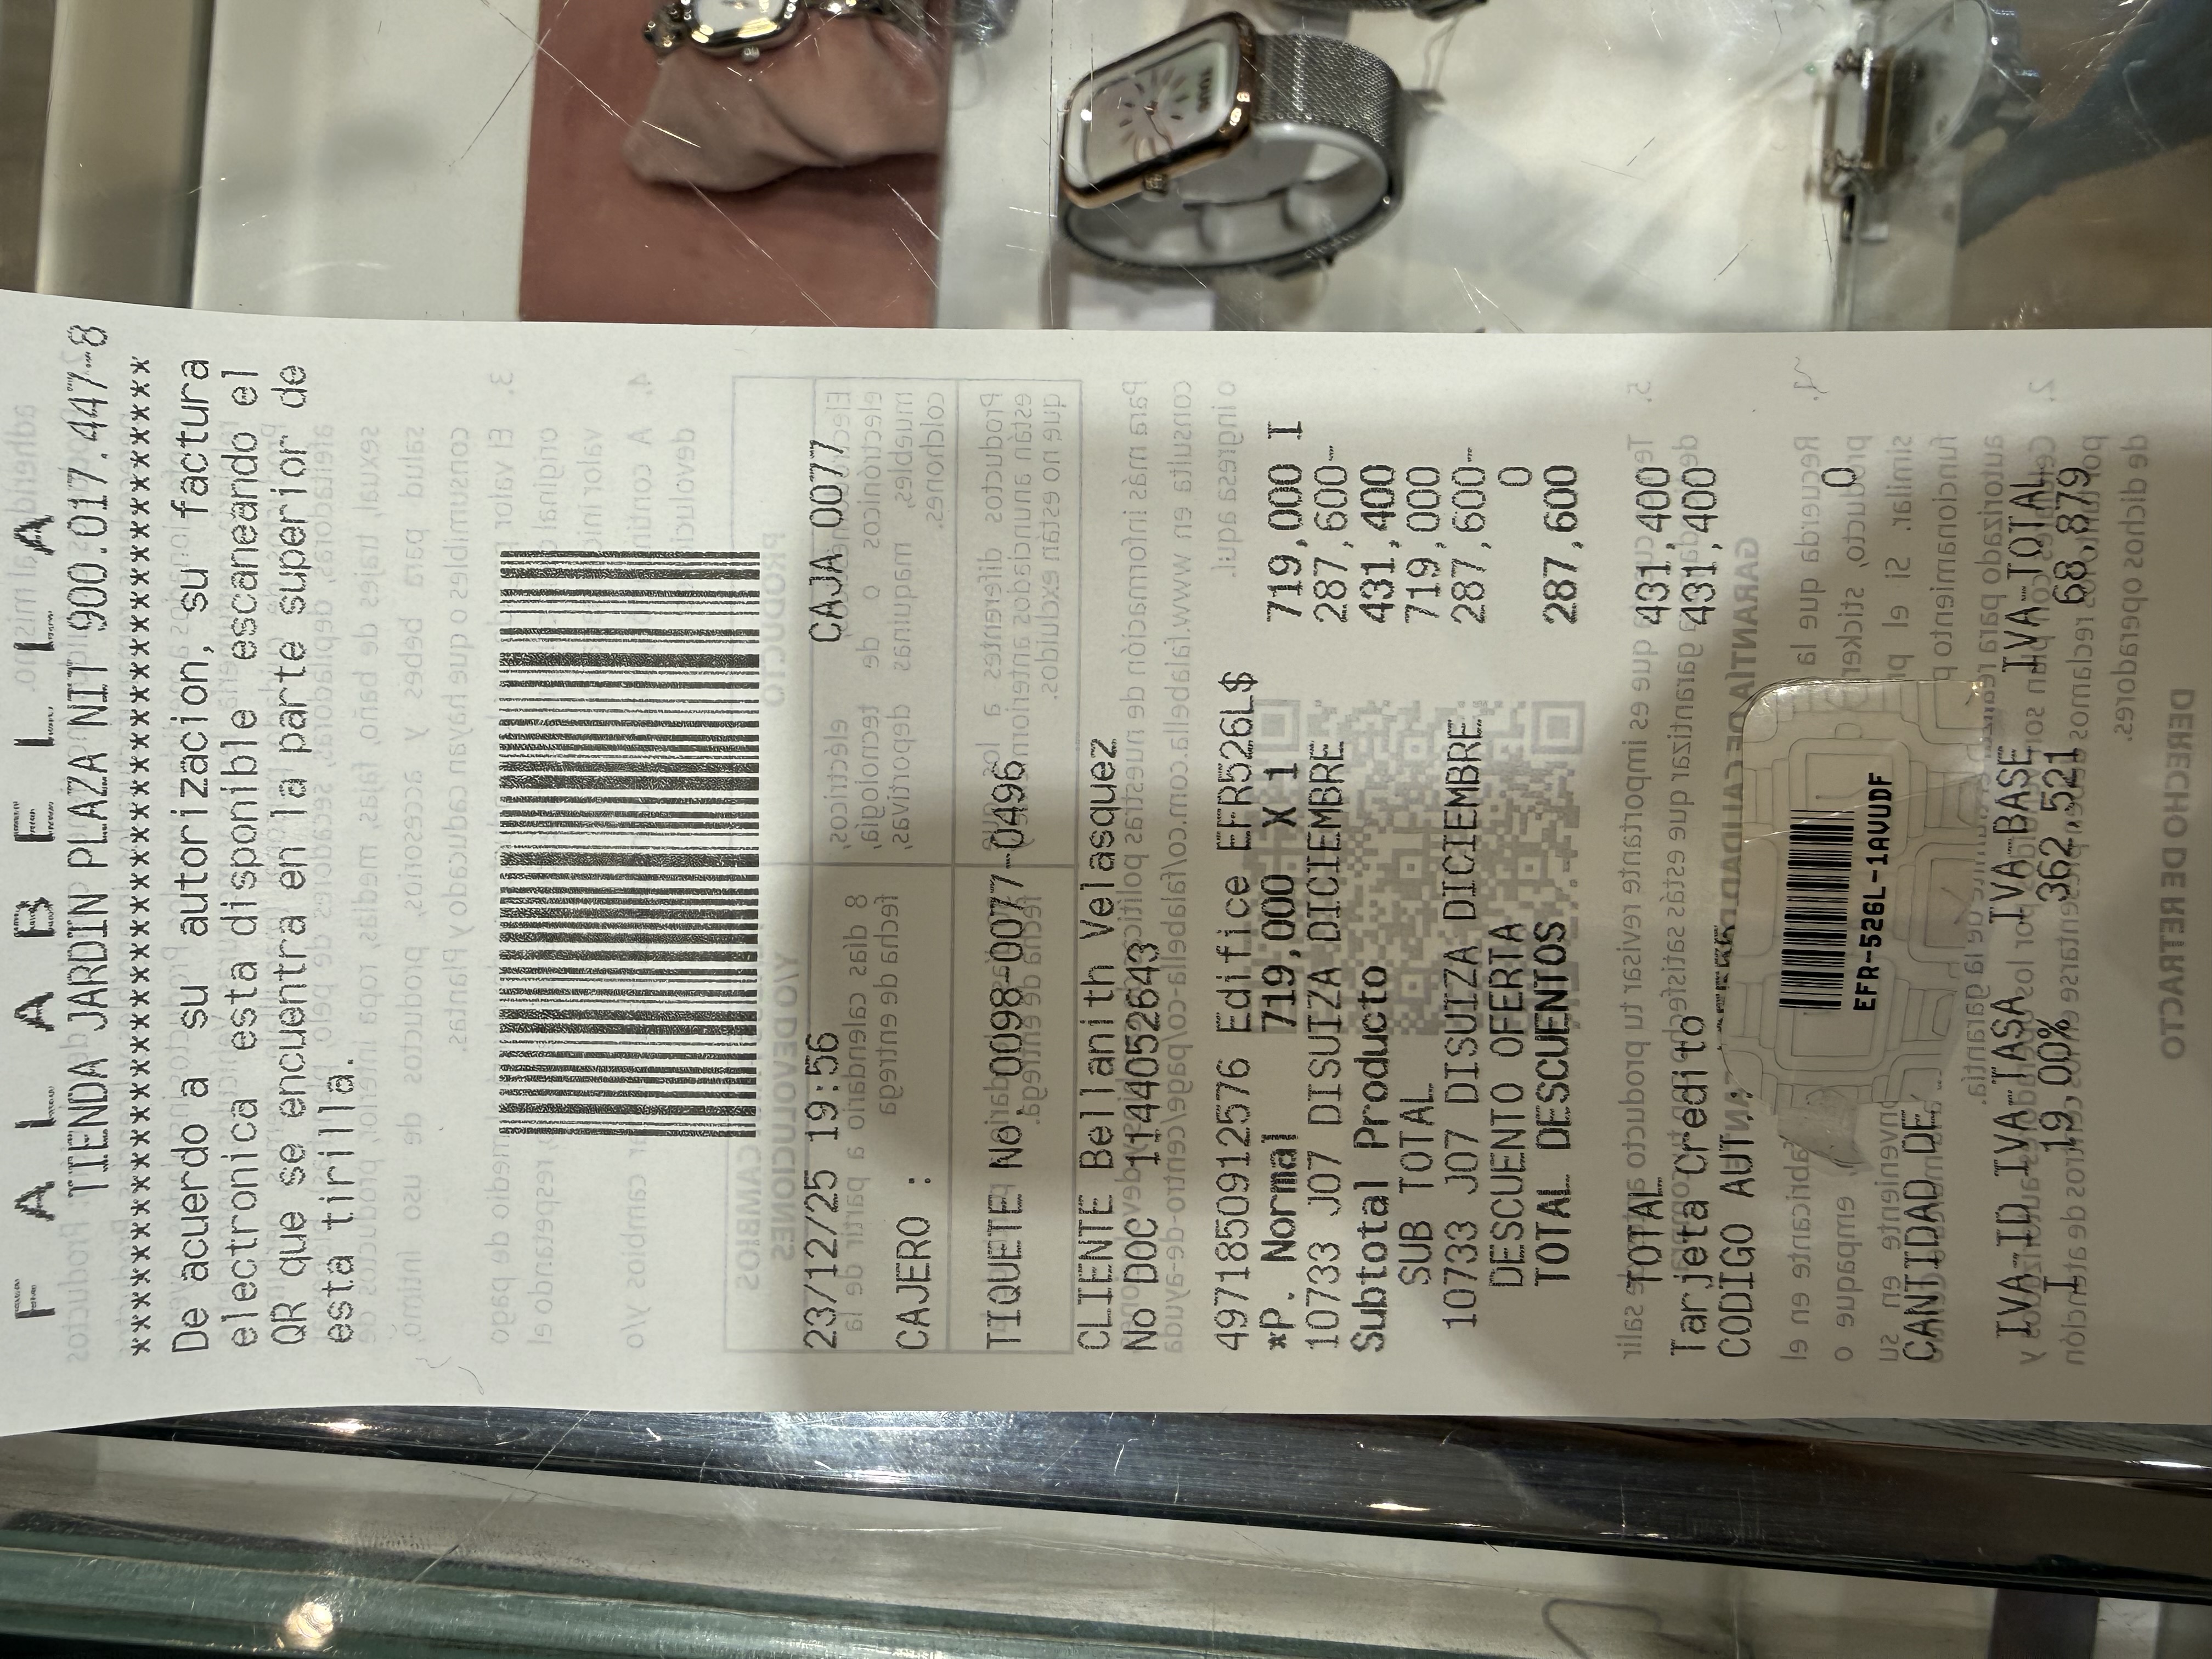 F A L A B E L L A
TIENDA JARDIN PLAZA NIT 900.017.447-8
De acuerdo a su autorizacion, su factura
electronica esta disponible escaneando el
QR que se encuentra en la parte superior de
esta tirilla.
23/12/25 19:56 CAJA 0077
CAJERO :
TIQUETE No. 0098-0077-0496
CLIENTE Bellanith Velasquez
No DOC 1144052643
4971850912576 Edifice EFR526L$
*P. Normal 719,000 X 1 719,000 I
10733 J07 DISUIZA DICIEMBRE 287,600-
Subtotal Producto 431,400
SUB TOTAL 719,000
10733 J07 DISUIZA DICIEMBRE 287,600-
DESCUENTO OFERTA 0
TOTAL DESCUENTOS 287,600
TOTAL 431,400
Tarjeta Credito 431,400
CODIGO AUT.:
EFR-526L-1AVUDF
0
CANTIDAD DE
IVA-ID IVA-TASA IVA-BASE IVA-TOTAL
I 19,00% 362,521 68,879